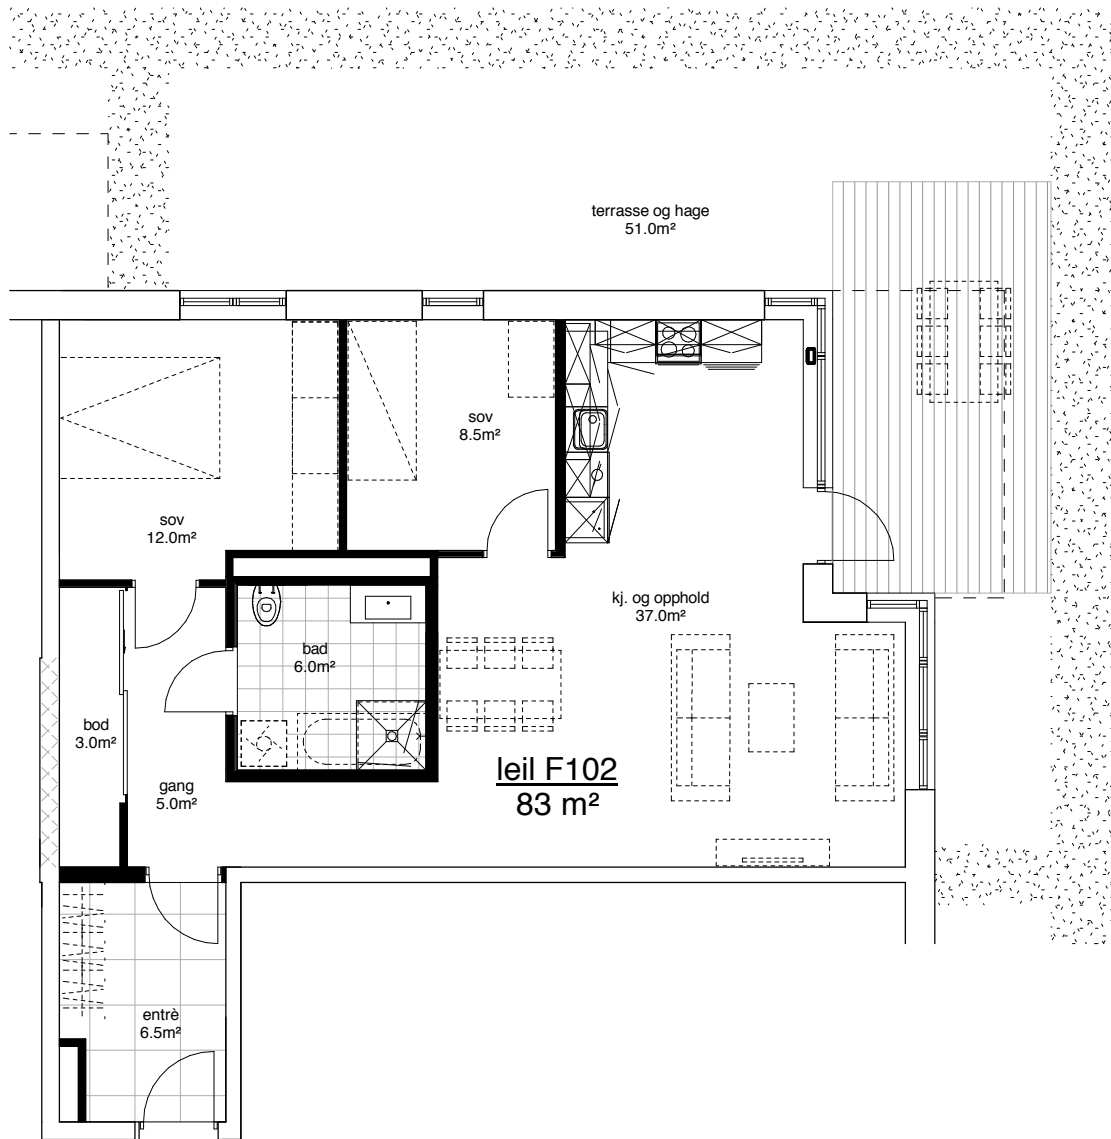 terrasse og hage
51.0m²
sov
8.5m²
sov
12.0m²
kj. og opphold
37.0m²
bad
6.0m²
bod
3.0m²
gang
5.0m²
leil F102
83 m²
entrè
6.5m²